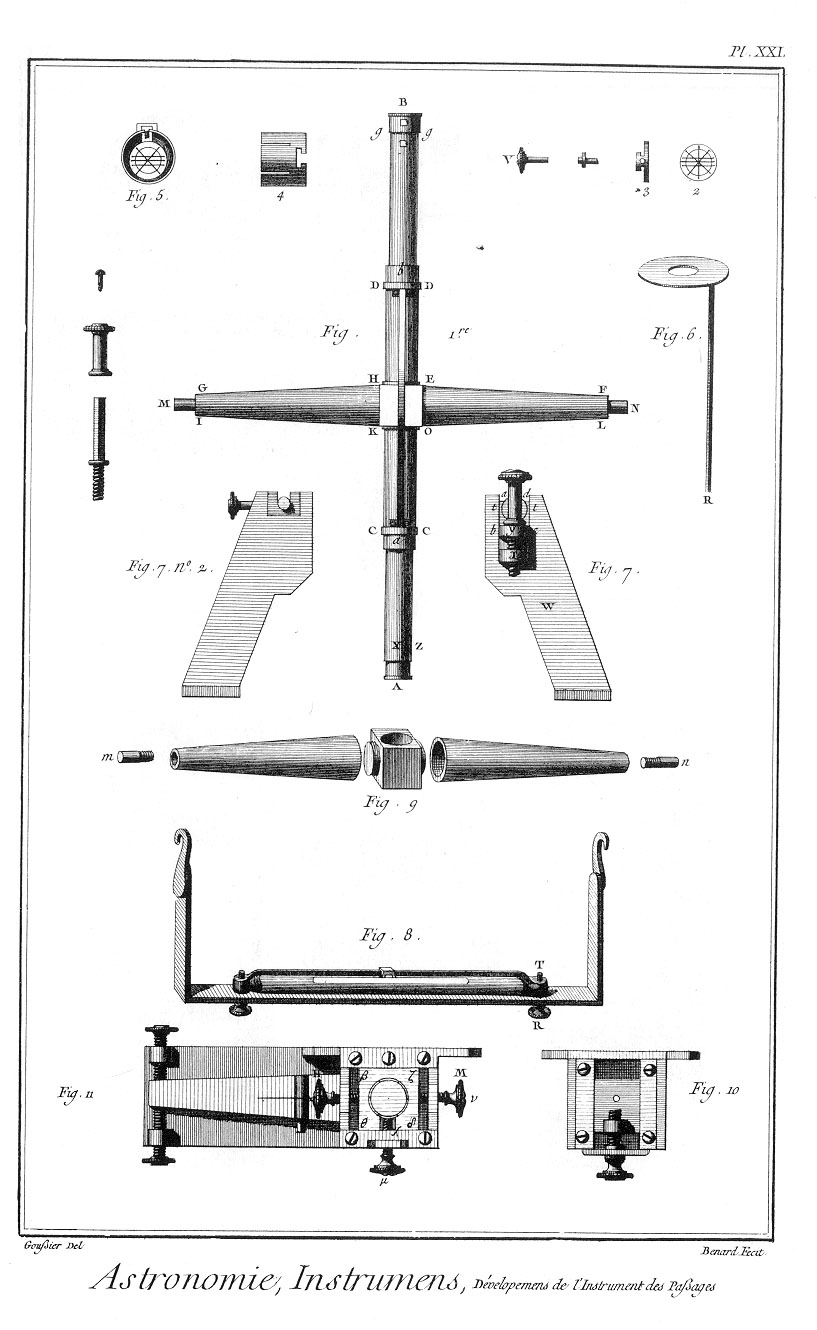 Pl. XXI.
B
g g
V
3 2
Fig. 5.
4
b
D D
Fig. 1.re
Fig. 6.
G H E F
M N
I K O L
R
C C
d
t t
b V
T
Fig. 7. no. 2.
Fig. 7.
W
X Z
A
m n
Fig. 9
Fig. 8.
T
R
Fig. 11
H β ζ M
ν
θ δ
μ
Fig. 10
Goussier Del
Benard Fecit
Astronomie, Instrumens, Dévelopemens de l'Instrument des Passages